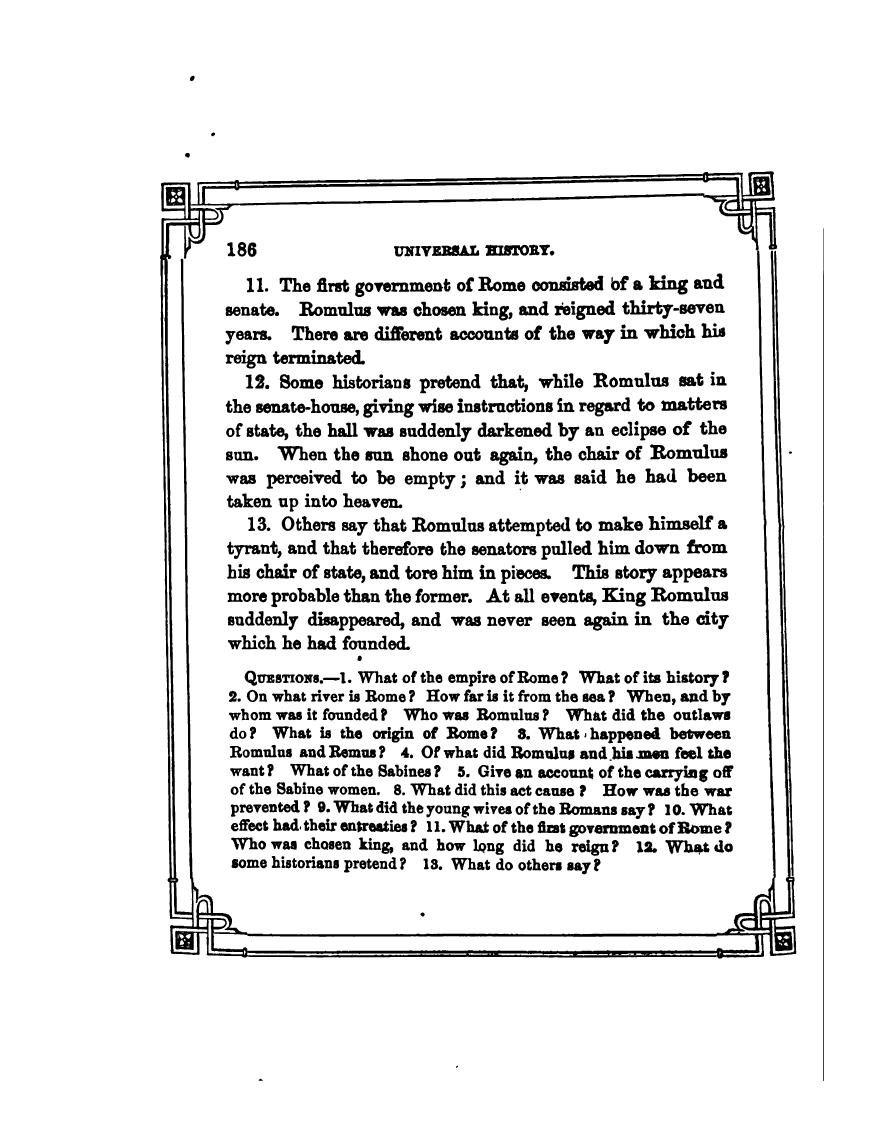 186 UNIVERSAL HISTORY.
11. The first government of Rome consisted of a king and
senate. Romulus was chosen king, and reigned thirty-seven
years. There are different accounts of the way in which his
reign terminated.
12. Some historians pretend that, while Romulus sat in
the senate-house, giving wise instructions in regard to matters
of state, the hall was suddenly darkened by an eclipse of the
sun. When the sun shone out again, the chair of Romulus
was perceived to be empty; and it was said he had been
taken up into heaven.
13. Others say that Romulus attempted to make himself a
tyrant, and that therefore the senators pulled him down from
his chair of state, and tore him in pieces. This story appears
more probable than the former. At all events, King Romulus
suddenly disappeared, and was never seen again in the city
which he had founded.
QUESTIONS.—1. What of the empire of Rome? What of its history?
2. On what river is Rome? How far is it from the sea? When, and by
whom was it founded? Who was Romulus? What did the outlaws
do? What is the origin of Rome? 3. What happened between
Romulus and Remus? 4. Of what did Romulus and his men feel the
want? What of the Sabines? 5. Give an account of the carrying off
of the Sabine women. 8. What did this act cause? How was the war
prevented? 9. What did the young wives of the Romans say? 10. What
effect had their entreaties? 11. What of the first government of Rome?
Who was chosen king, and how long did he reign? 12. What do
some historians pretend? 13. What do others say?